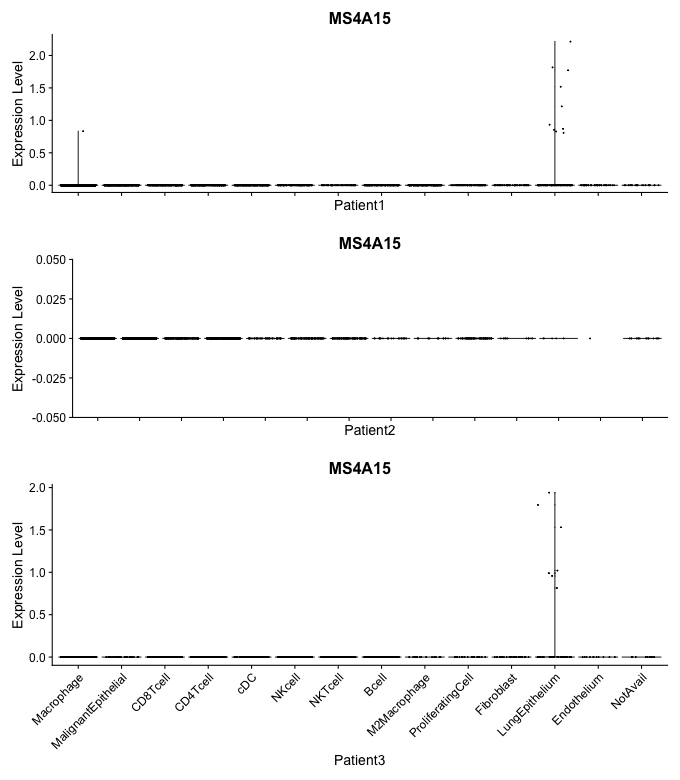 MS4A15
Expression Level
2.0
1.5
1.0
0.5
0.0
Patient1
MS4A15
Expression Level
0.050
0.025
0.000
-0.025
-0.050
Patient2
MS4A15
Expression Level
2.0
1.5
1.0
0.5
0.0
Macrophage
MalignantEpithelial
CD8Tcell
CD4Tcell
cDC
NKcell
NKTcell
Bcell
M2Macrophage
ProliferatingCell
Fibroblast
LungEpithelium
Endothelium
NotAvail
Patient3